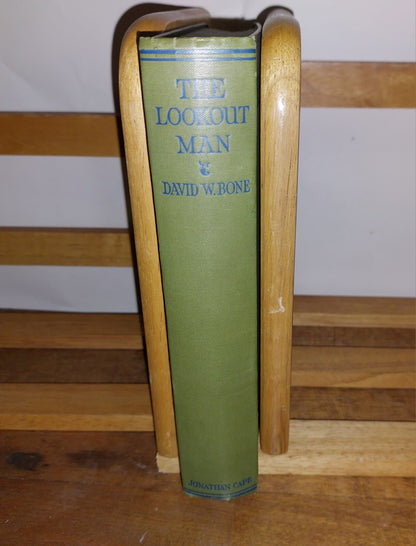 THE
LOOKOUT
MAN
DAVID W. BONE
JONATHAN CAPE